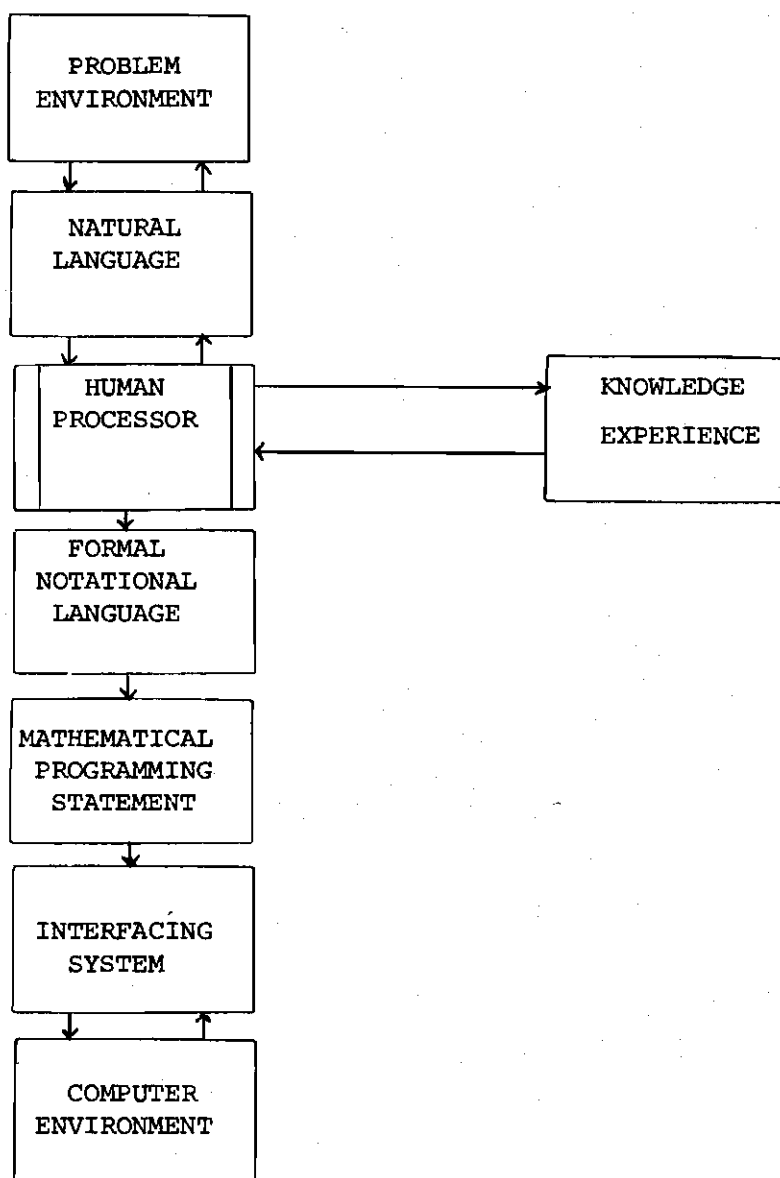 PROBLEM
ENVIRONMENT
NATURAL
LANGUAGE
HUMAN
PROCESSOR
KNOWLEDGE
EXPERIENCE
FORMAL
NOTATIONAL
LANGUAGE
MATHEMATICAL
PROGRAMMING
STATEMENT
INTERFACING
SYSTEM
COMPUTER
ENVIRONMENT